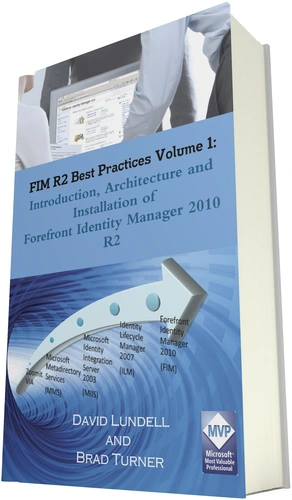 FIM R2 Best Practices Volume 1:
Introduction, Architecture and
Installation of
Forefront Identity Manager 2010
R2
Zoomit
VIA
Microsoft
Metadirectory
Services
(MMS)
Microsoft
Identity
Integration
Server
2003
(MIIS)
Identity
Lifecycle
Manager
2007
(ILM)
Forefront
Identity
Manager
2010
(FIM)
DAVID LUNDELL
AND
BRAD TURNER
MVP
Microsoft®
Most Valuable
Professional